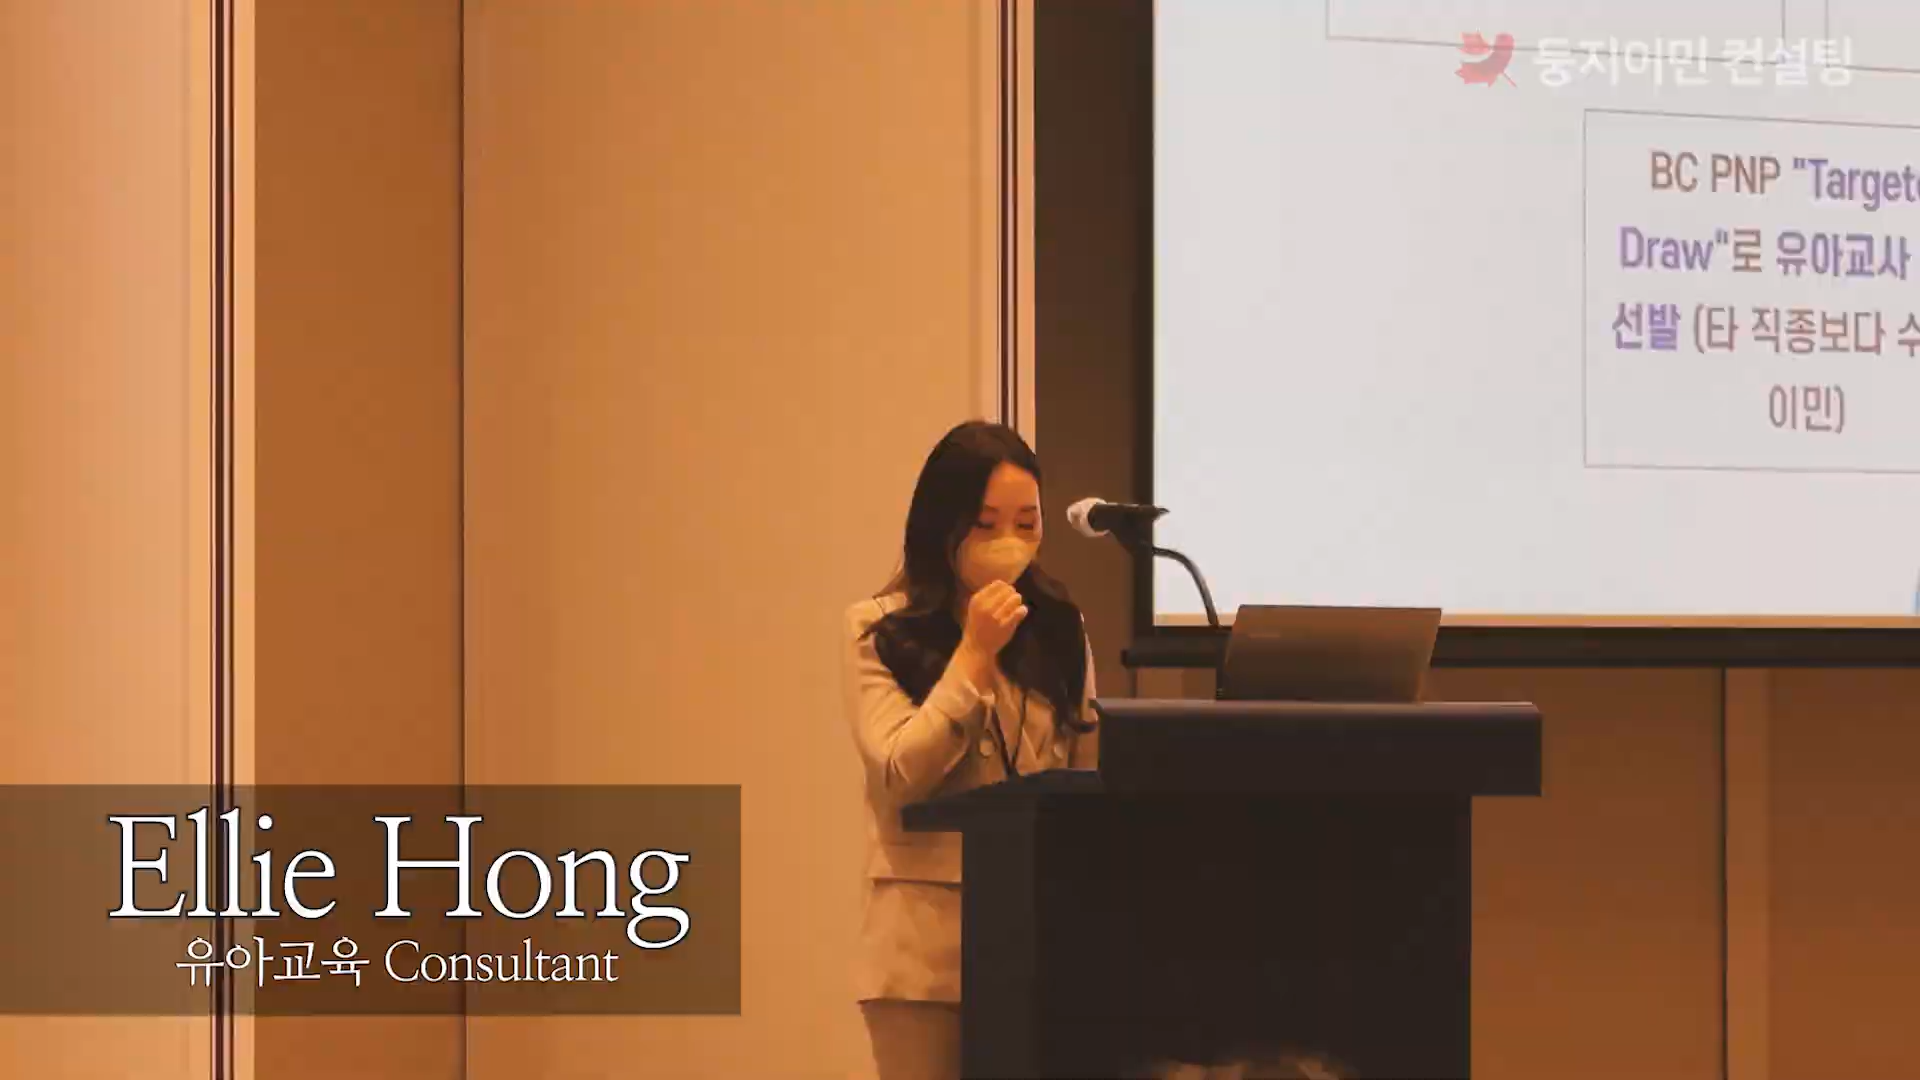 둥지이민 컨설팅
BC PNP "Targete
Draw"로 유아교사
선발 (타 직종보다 수
이민)
Ellie Hong
유아교육 Consultant